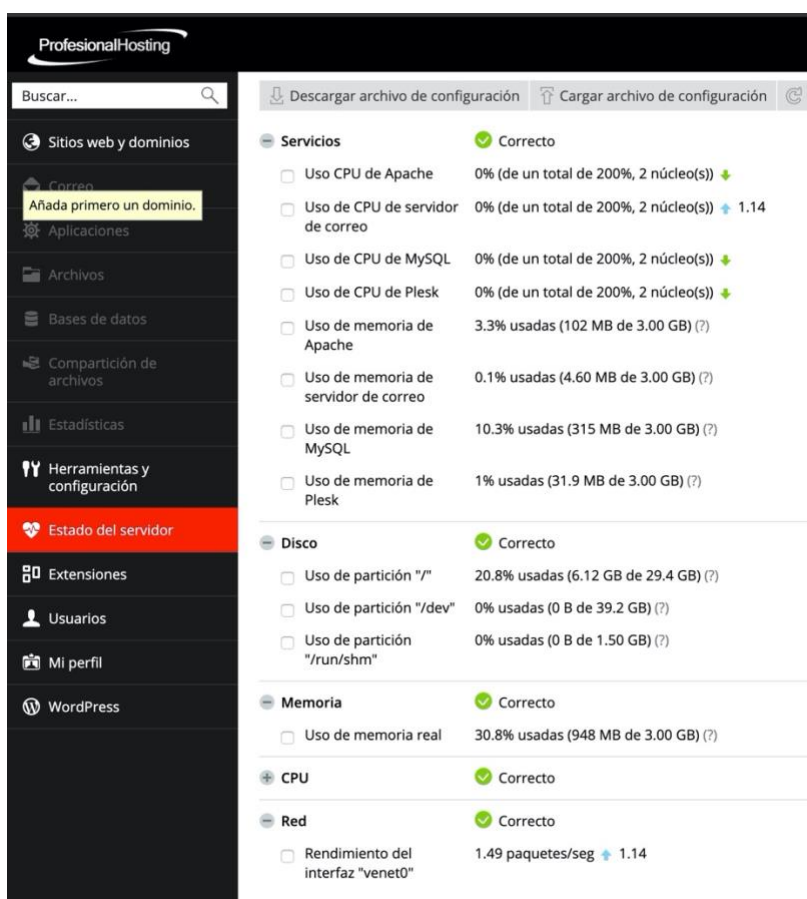 ProfesionalHosting
Buscar...
Sitios web y dominios
Correo
Añada primero un dominio.
Aplicaciones
Archivos
Bases de datos
Compartición de
archivos
Estadísticas
Herramientas y
configuración
Estado del servidor
Extensiones
Usuarios
Mi perfil
WordPress
Descargar archivo de configuración Cargar archivo de configuración
Servicios Correcto
Uso CPU de Apache 0% (de un total de 200%, 2 núcleo(s))
Uso de CPU de servidor 0% (de un total de 200%, 2 núcleo(s)) 1.14
de correo
Uso de CPU de MySQL 0% (de un total de 200%, 2 núcleo(s))
Uso de CPU de Plesk 0% (de un total de 200%, 2 núcleo(s))
Uso de memoria de 3.3% usadas (102 MB de 3.00 GB) (?)
Apache
Uso de memoria de 0.1% usadas (4.60 MB de 3.00 GB) (?)
servidor de correo
Uso de memoria de 10.3% usadas (315 MB de 3.00 GB) (?)
MySQL
Uso de memoria de 1% usadas (31.9 MB de 3.00 GB) (?)
Plesk
Disco Correcto
Uso de partición "/" 20.8% usadas (6.12 GB de 29.4 GB) (?)
Uso de partición "/dev" 0% usadas (0 B de 39.2 GB) (?)
Uso de partición 0% usadas (0 B de 1.50 GB) (?)
"/run/shm"
Memoria Correcto
Uso de memoria real 30.8% usadas (948 MB de 3.00 GB) (?)
CPU Correcto
Red Correcto
Rendimiento del 1.49 paquetes/seg 1.14
interfaz "venet0"